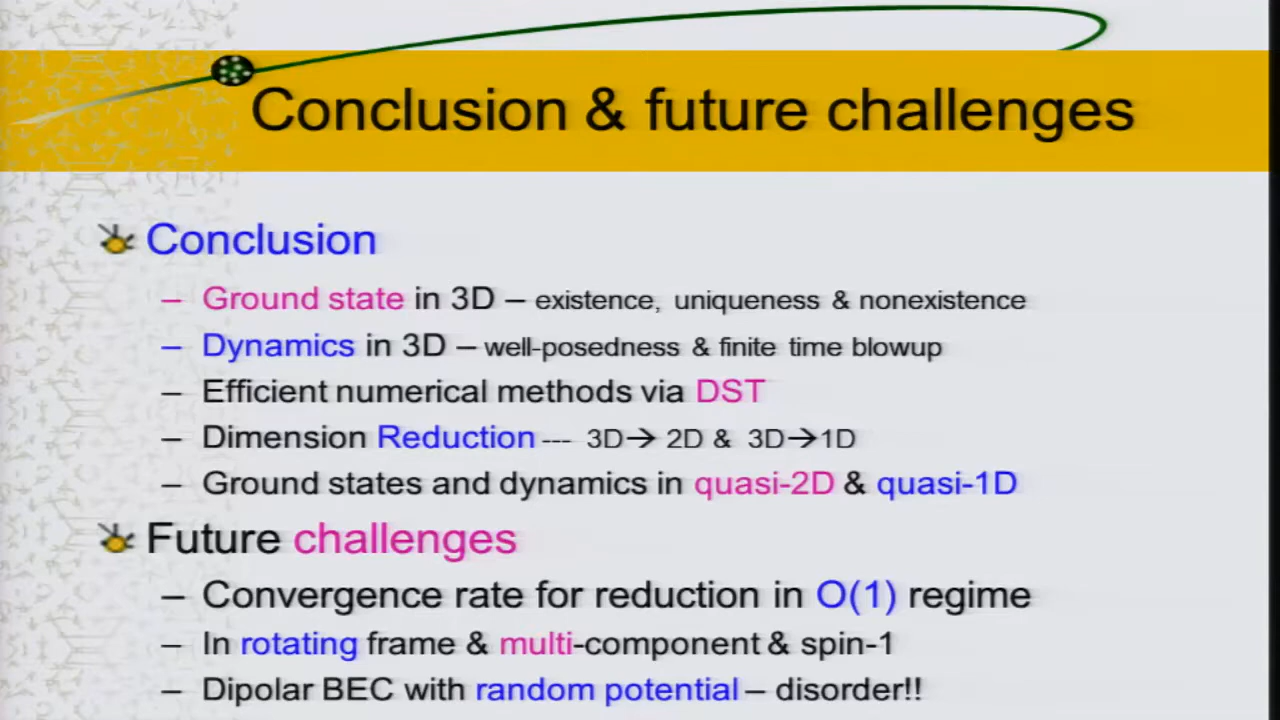 Conclusion & future challenges
Conclusion
– Ground state in 3D – existence, uniqueness & nonexistence
– Dynamics in 3D – well-posedness & finite time blowup
– Efficient numerical methods via DST
– Dimension Reduction --- 3D→ 2D & 3D→1D
– Ground states and dynamics in quasi-2D & quasi-1D
Future challenges
– Convergence rate for reduction in O(1) regime
– In rotating frame & multi-component & spin-1
– Dipolar BEC with random potential – disorder!!